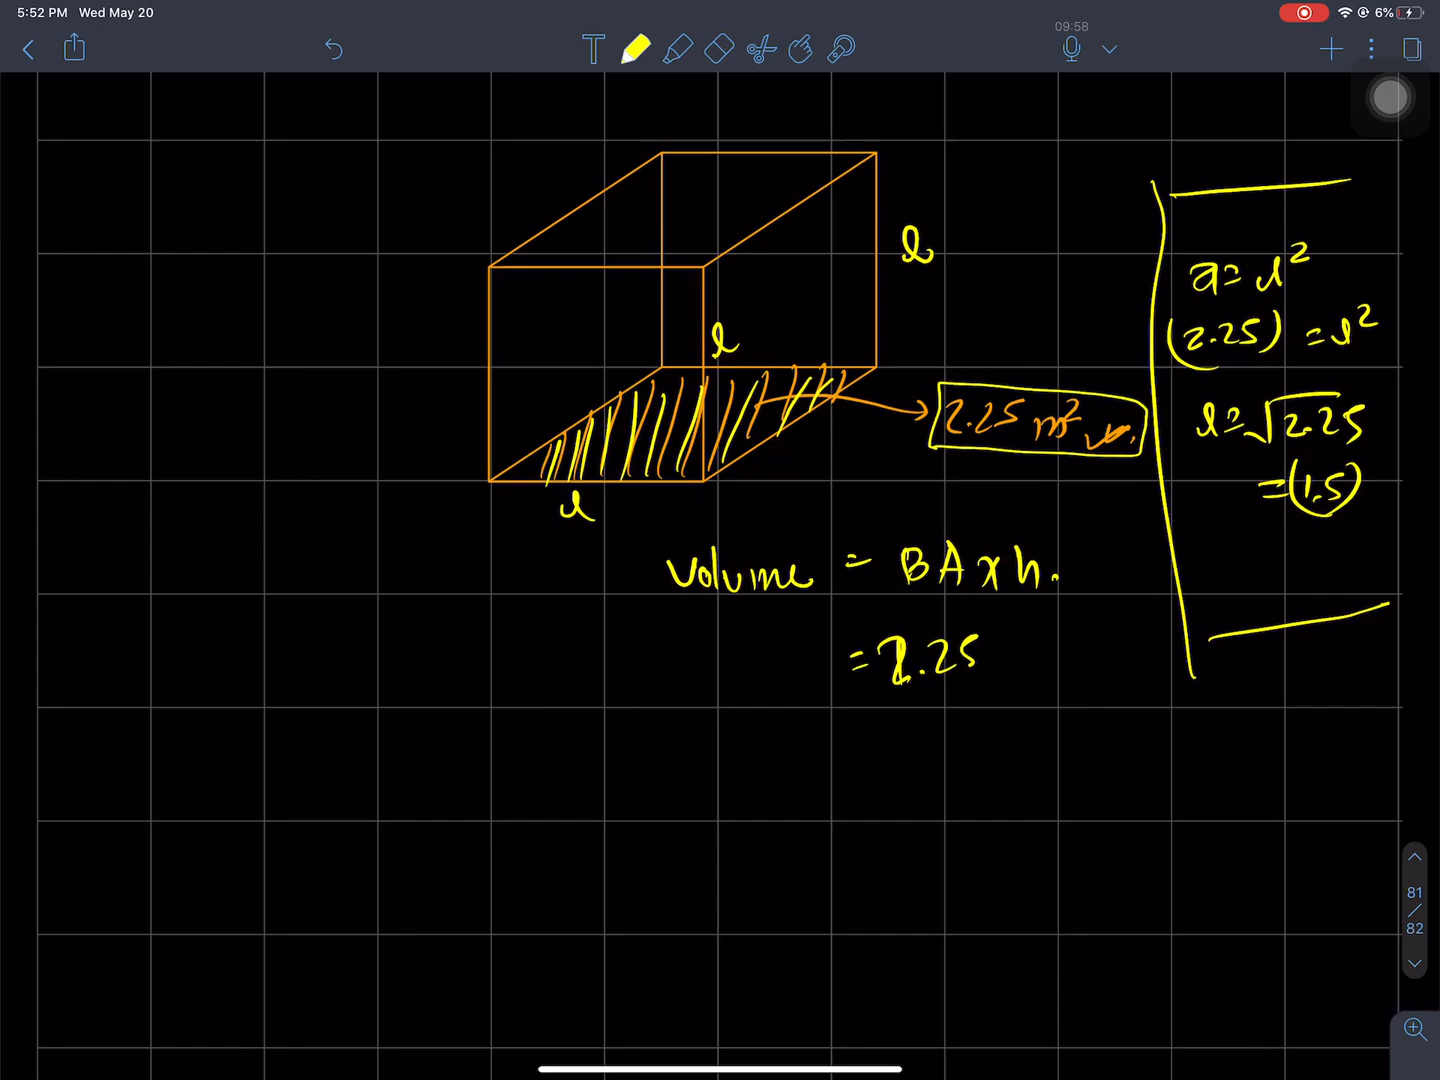 5:52 PM Wed May 20
6%
T
09:58
l
l
l
2.25 m²
a = l²
(2.25) = l²
l = √2.25
= (1.5)
Volume = BA x h.
= 2.25
81
/
82